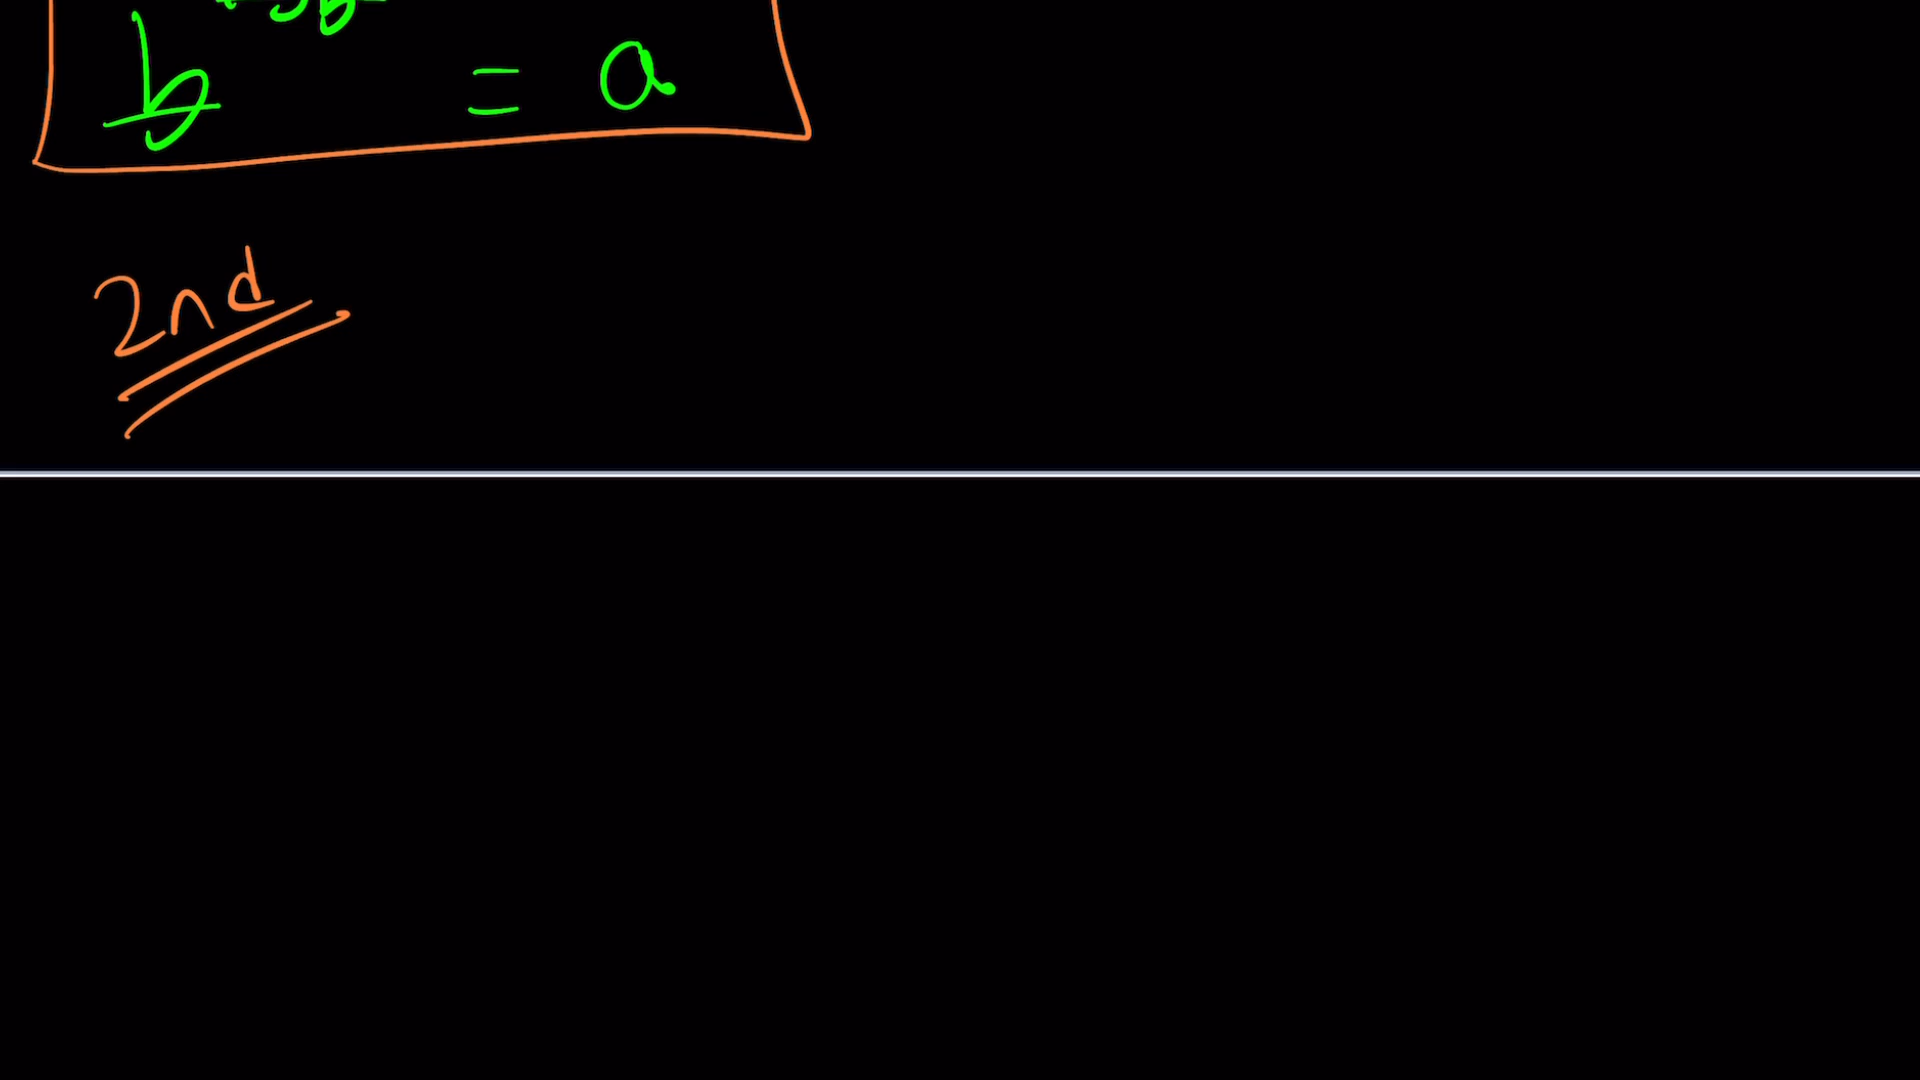 b = a
2nd